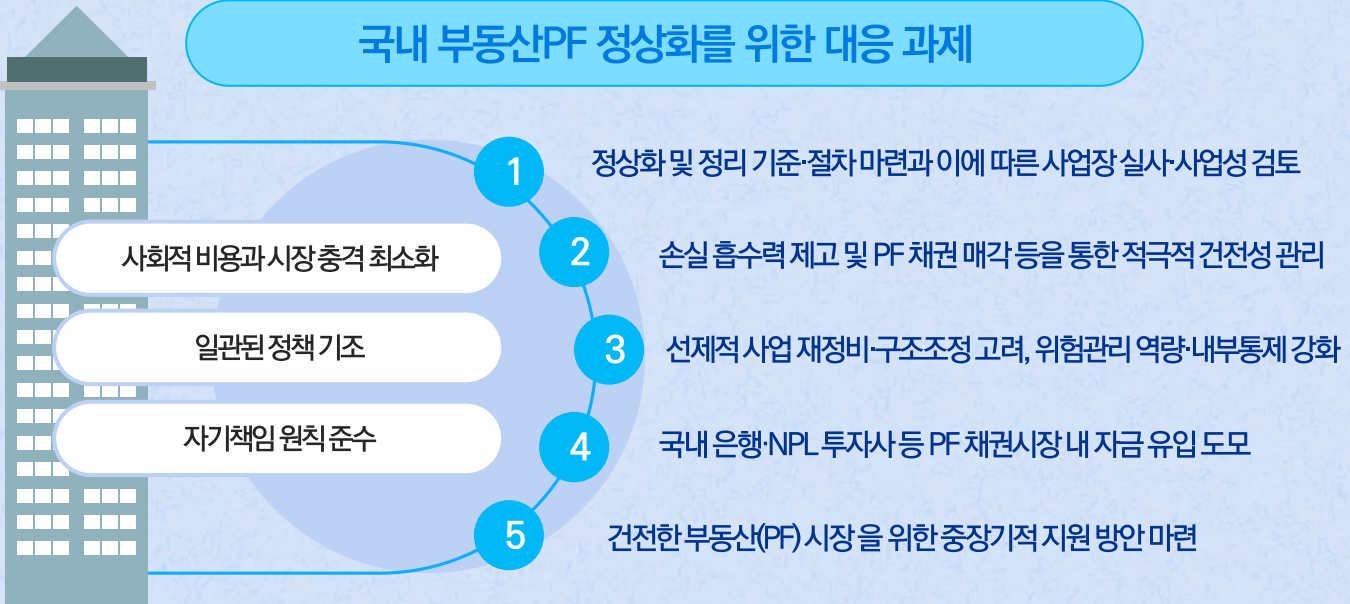 국내 부동산PF 정상화를 위한 대응 과제
사회적 비용과 시장 충격 최소화
일관된 정책 기조
자기책임 원칙 준수
1
정상화 및 정리 기준·절차 마련과 이에 따른 사업장 실사·사업성 검토
2
손실 흡수력 제고 및 PF 채권 매각 등을 통한 적극적 건전성 관리
3
선제적 사업 재정비·구조조정 고려, 위험관리 역량·내부통제 강화
4
국내 은행·NPL 투자사 등 PF 채권시장 내 자금 유입 도모
5
건전한 부동산(PF) 시장 을 위한 중장기적 지원 방안 마련